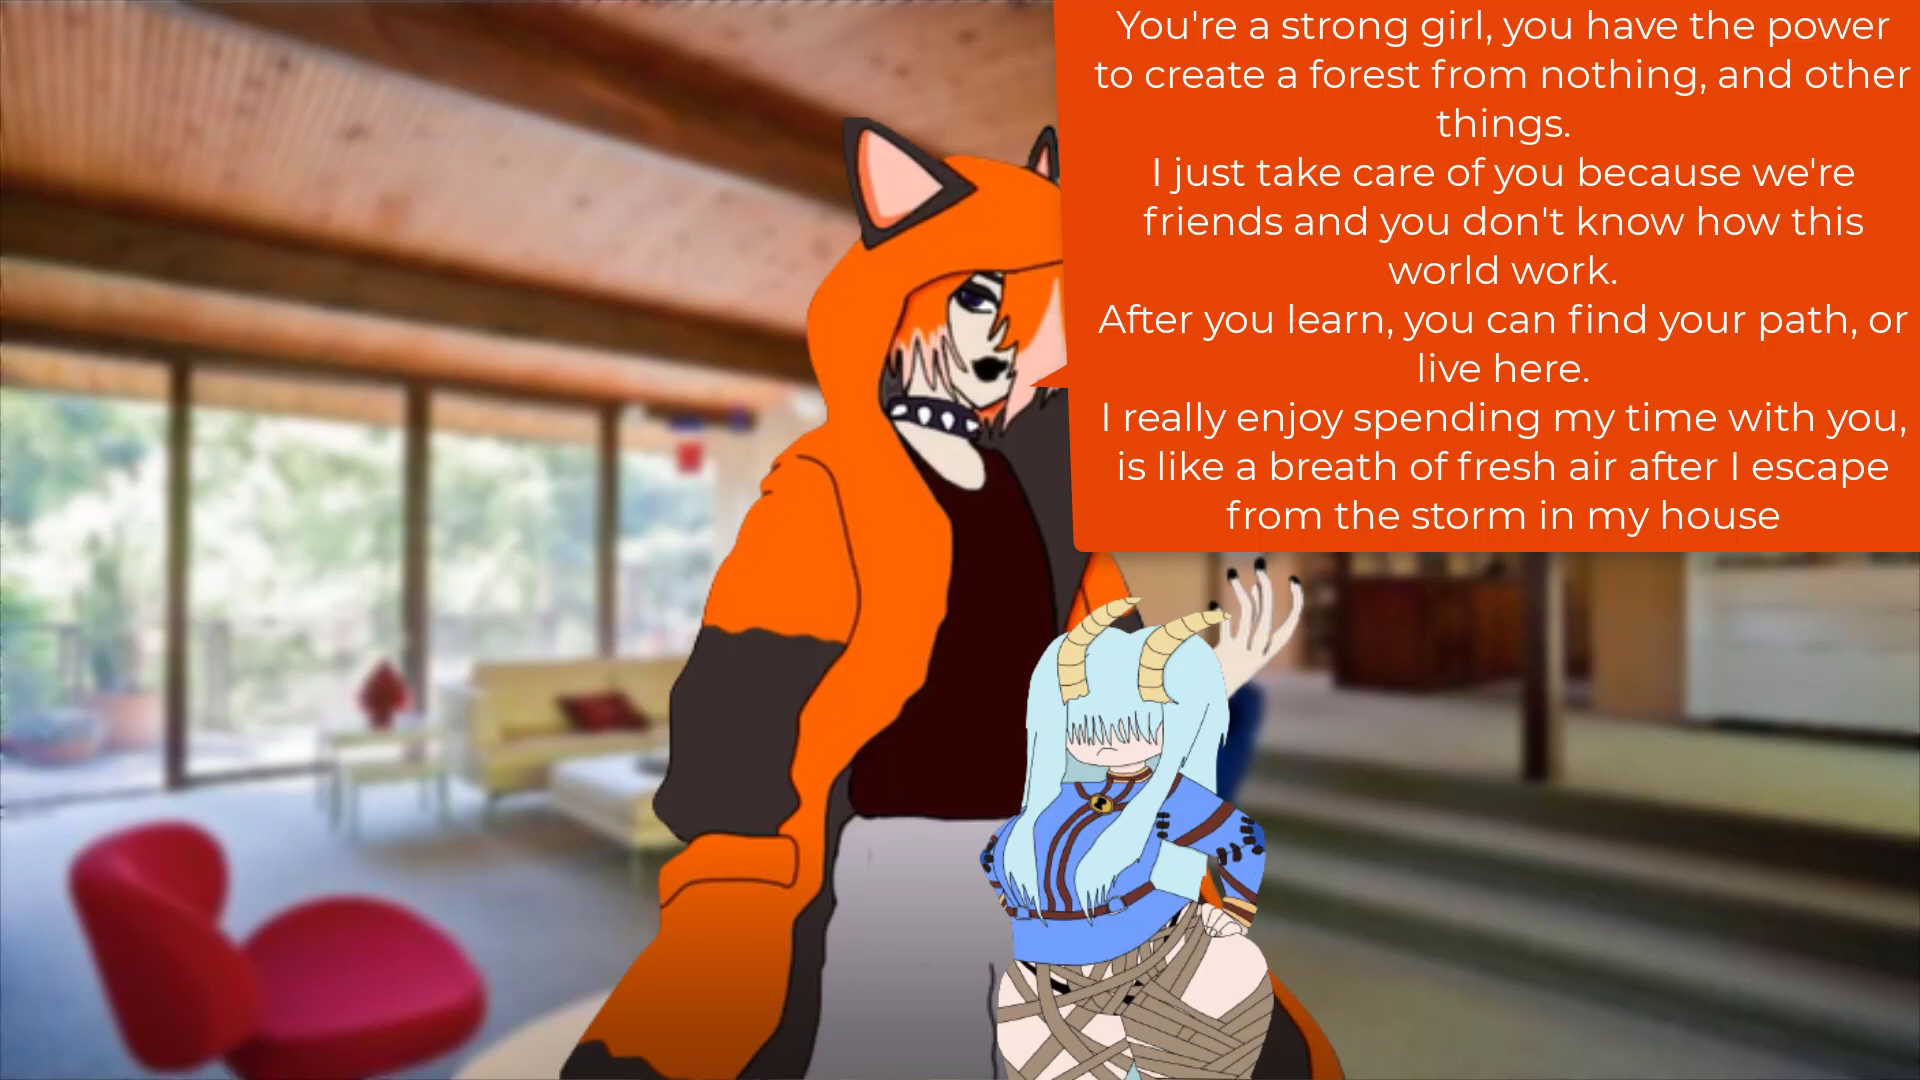 You're a strong girl, you have the power
to create a forest from nothing, and other
things.
I just take care of you because we're
friends and you don't know how this
world work.
After you learn, you can find your path, or
live here.
I really enjoy spending my time with you,
is like a breath of fresh air after I escape
from the storm in my house